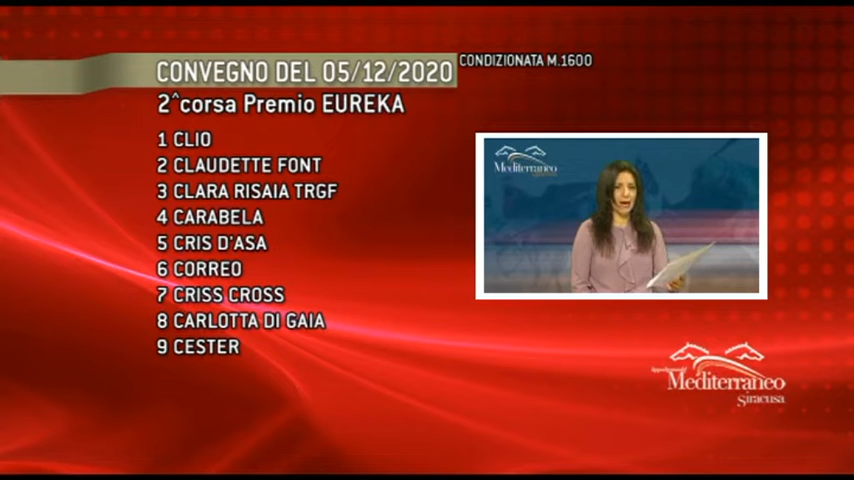 CONVEGNO DEL 05/12/2020
CONDIZIONATA M.1600
2^corsa Premio EUREKA
1 CLIO
2 CLAUDETTE FONT
3 CLARA RISAIA TRGF
4 CARABELA
5 CRIS D'ASA
6 CORREO
7 CRISS CROSS
8 CARLOTTA DI GAIA
9 CESTER
Mediterraneo
Siracusa
Mediterraneo
Siracusa